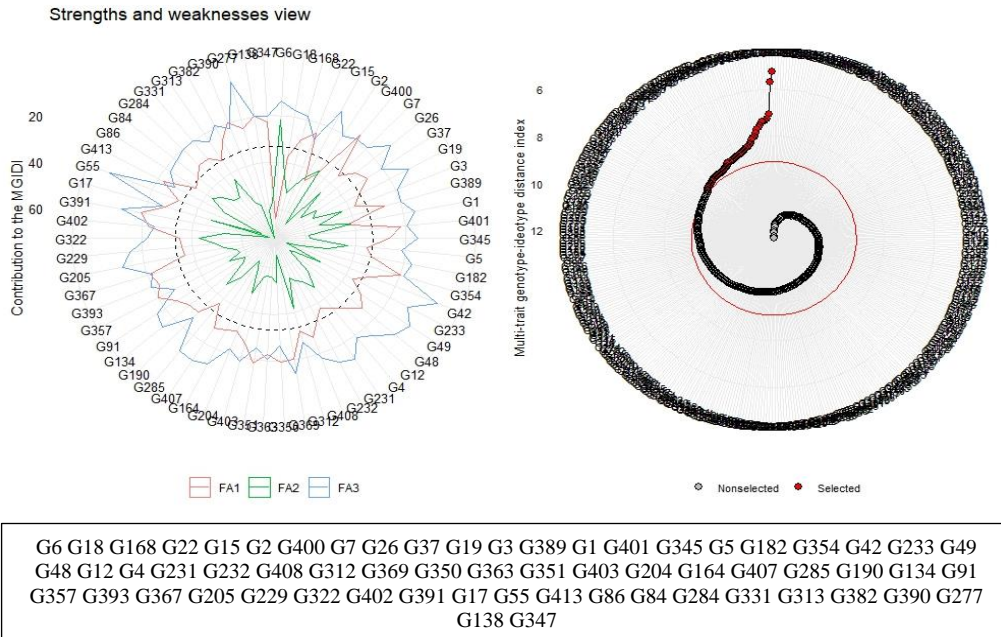 Strengths and weaknesses view
G347
G6
G18
G168
G22
G15
G2
G400
G7
G26
G37
G19
G3
G389
G1
G401
G345
G5
G182
G354
G42
G233
G49
G48
G12
G4
G231
G232
G408
G312
G369
G350
G363
G351
G403
G204
G164
G407
G285
G190
G134
G91
G357
G393
G367
G205
G229
G322
G402
G391
G17
G55
G413
G86
G84
G284
G331
G313
G382
G390
G277
G138
20
40
60
Contribution to the MGIDI
FA1 FA2 FA3
6
8
10
12
Multi-trait genotype-ideotype distance index
Nonselected Selected
G6 G18 G168 G22 G15 G2 G400 G7 G26 G37 G19 G3 G389 G1 G401 G345 G5 G182 G354 G42 G233 G49
G48 G12 G4 G231 G232 G408 G312 G369 G350 G363 G351 G403 G204 G164 G407 G285 G190 G134 G91
G357 G393 G367 G205 G229 G322 G402 G391 G17 G55 G413 G86 G84 G284 G331 G313 G382 G390 G277
G138 G347